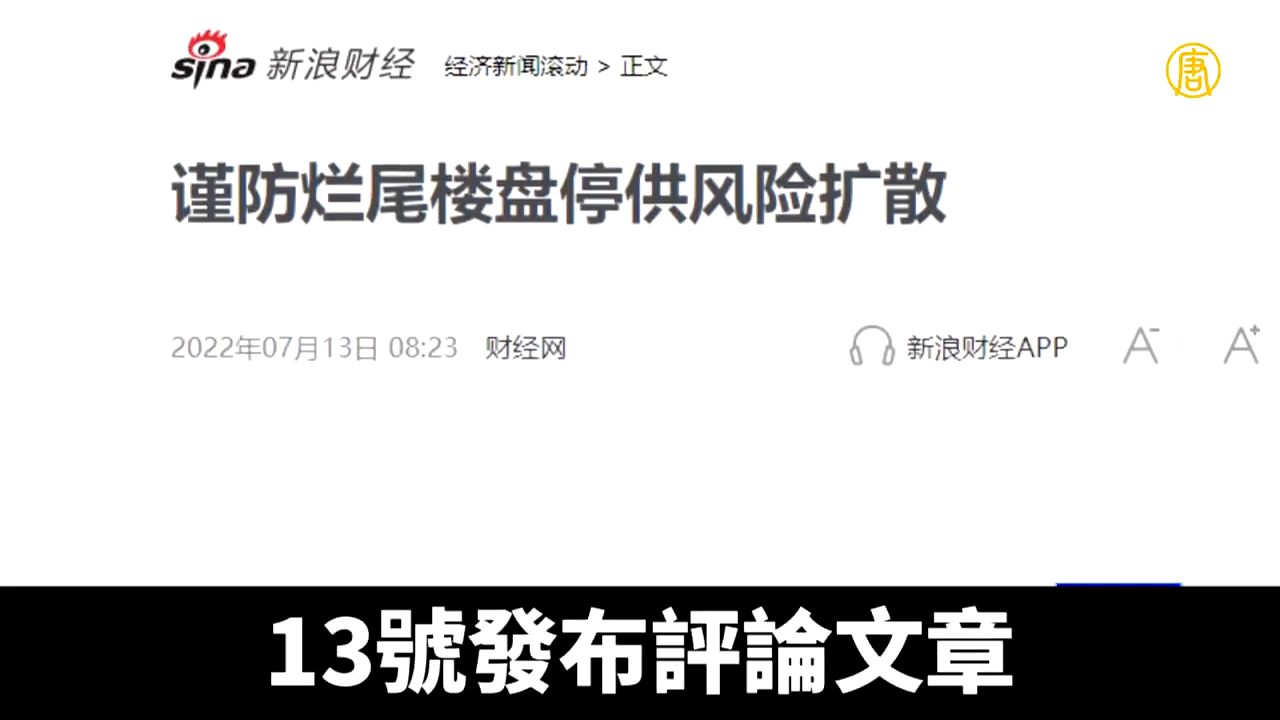 sina 新浪财经 经济新闻滚动 > 正文
唐
谨防烂尾楼盘停供风险扩散
2022年07月13日 08:23 财经网 新浪财经APP A- A+
13號發布評論文章